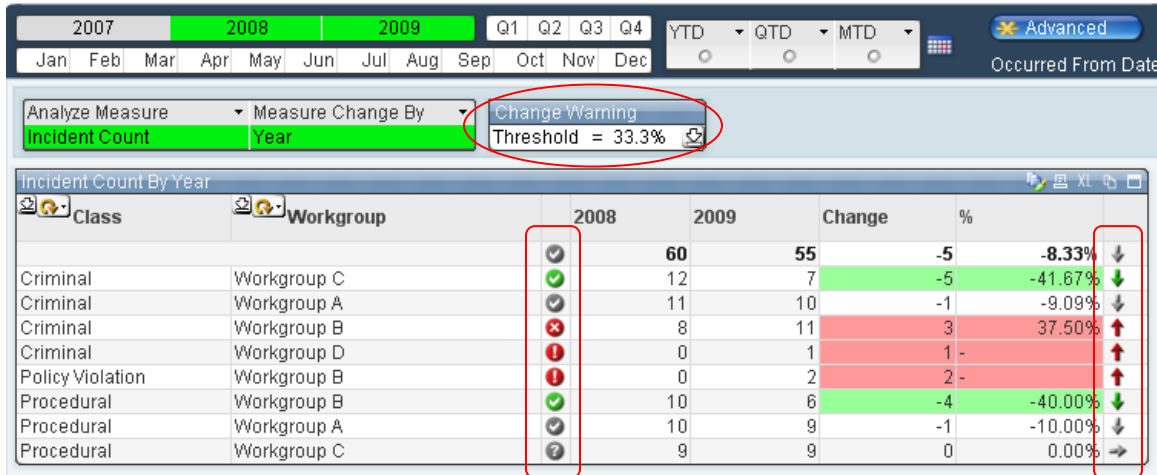 2007 2008 2009 Q1 Q2 Q3 Q4 YTD QTD MTD Advanced
Jan Feb Mar Apr May Jun Jul Aug Sep Oct Nov Dec Occurred From Date
Analyze Measure Measure Change By Change Warning
Incident Count Year Threshold = 33.3%
Incident Count By Year XL
Class Workgroup 2008 2009 Change %
60 55 -5 -8.33%
Criminal Workgroup C 12 7 -5 -41.67%
Criminal Workgroup A 11 10 -1 -9.09%
Criminal Workgroup B 8 11 3 37.50%
Criminal Workgroup D 0 1 1 -
Policy Violation Workgroup B 0 2 2 -
Procedural Workgroup B 10 6 -4 -40.00%
Procedural Workgroup A 10 9 -1 -10.00%
Procedural Workgroup C 9 9 0 0.00%